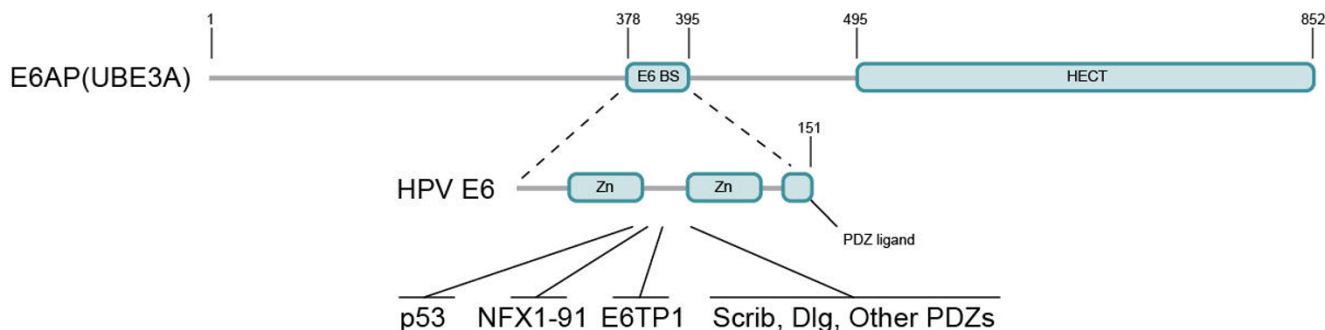 1 378 395 495 852
E6AP(UBE3A) E6 BS HECT
151
HPV E6 Zn Zn
PDZ ligand
p53 NFX1-91 E6TP1 Scrib, Dlg, Other PDZs